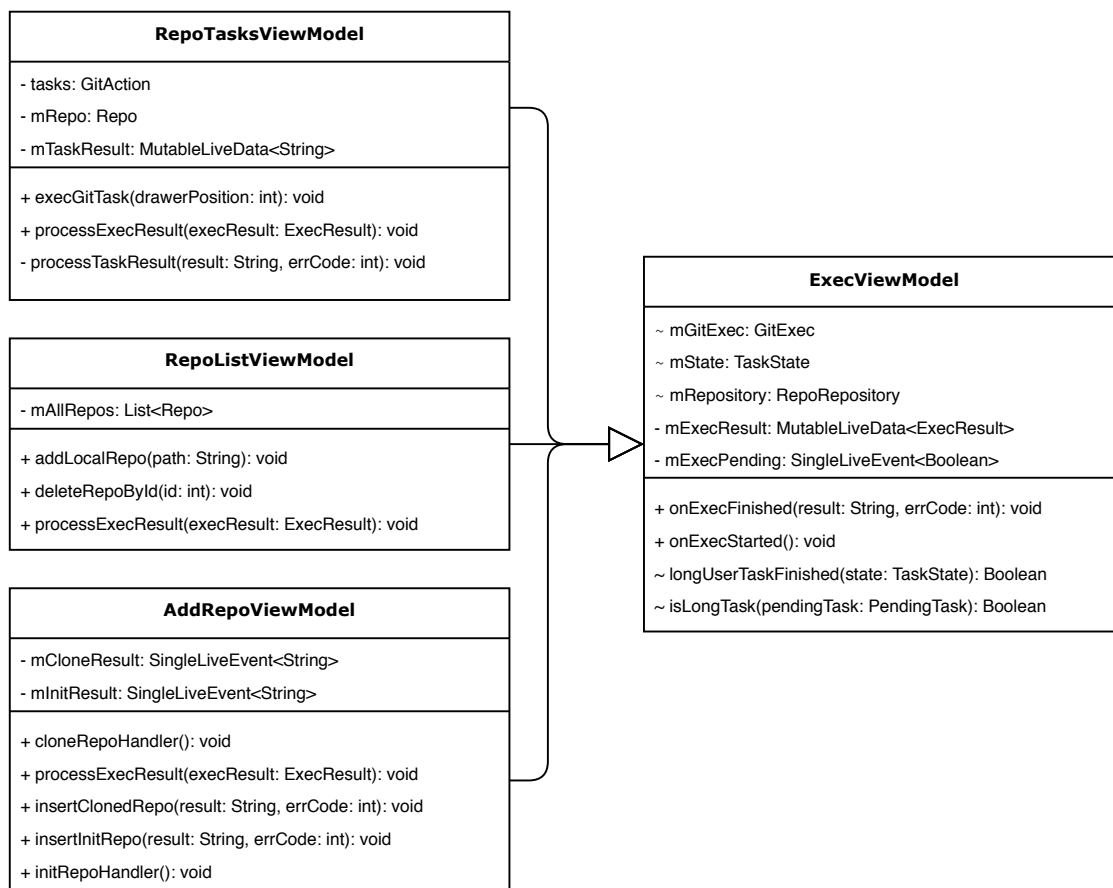 RepoTasksViewModel
- tasks: GitAction
- mRepo: Repo
- mTaskResult: MutableLiveData<String>
+ execGitTask(drawerPosition: int): void
+ processExecResult(execResult: ExecResult): void
- processTaskResult(result: String, errCode: int): void
RepoListViewModel
- mAllRepos: List<Repo>
+ addLocalRepo(path: String): void
+ deleteRepoById(id: int): void
+ processExecResult(execResult: ExecResult): void
AddRepoViewModel
- mCloneResult: SingleLiveEvent<String>
- mInitResult: SingleLiveEvent<String>
+ cloneRepoHandler(): void
+ processExecResult(execResult: ExecResult): void
+ insertClonedRepo(result: String, errCode: int): void
+ insertInitRepo(result: String, errCode: int): void
+ initRepoHandler(): void
ExecViewModel
~ mGitExec: GitExec
~ mState: TaskState
~ mRepository: RepoRepository
- mExecResult: MutableLiveData<ExecResult>
- mExecPending: SingleLiveEvent<Boolean>
+ onExecFinished(result: String, errCode: int): void
+ onExecStarted(): void
~ longUserTaskFinished(state: TaskState): Boolean
~ isLongTask(pendingTask: PendingTask): Boolean